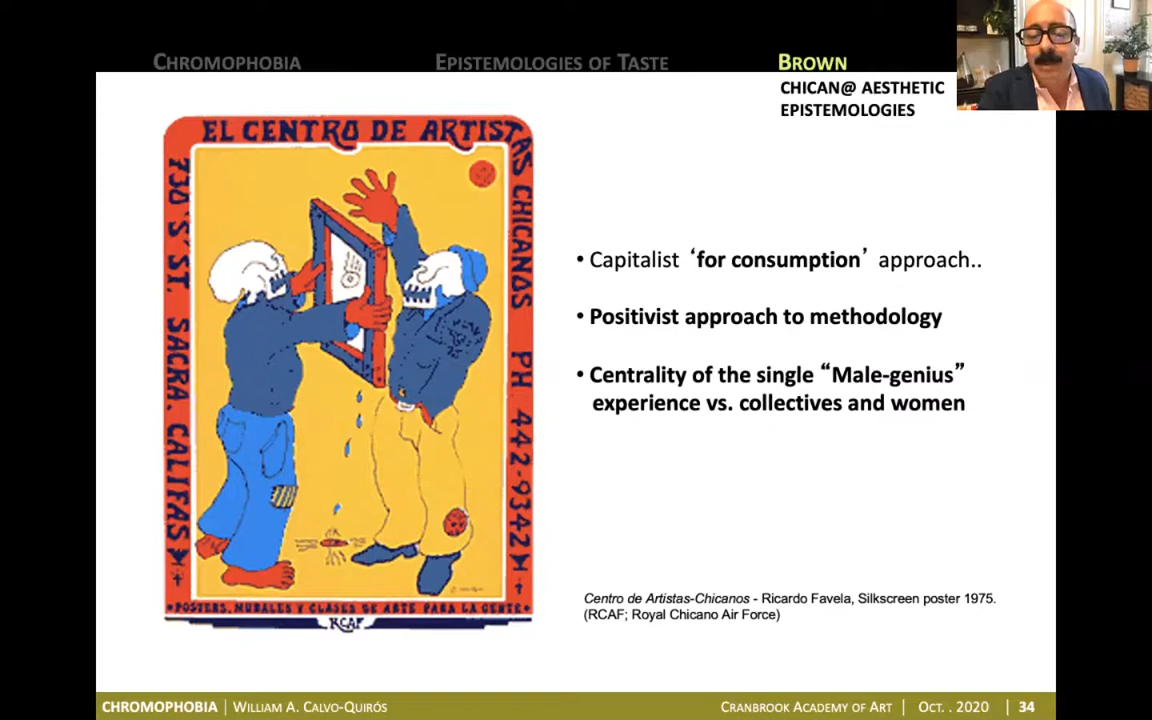 CHROMOPHOBIA
EPISTEMOLOGIES OF TASTE
BROWN
CHICAN@ AESTHETIC
EPISTEMOLOGIES
EL CENTRO DE ARTISTAS CHICANOS PH 442-9342
730 'S' ST. SACRA. CALIFAS
• POSTERS, MURALES Y CLASES DE ARTE PARA LA GENTE •
RCAF
• Capitalist ‘for consumption’ approach..
• Positivist approach to methodology
• Centrality of the single “Male-genius”
experience vs. collectives and women
Centro de Artistas-Chicanos - Ricardo Favela, Silkscreen poster 1975.
(RCAF; Royal Chicano Air Force)
CHROMOPHOBIA | WILLIAM A. CALVO-QUIRÓS
CRANBROOK ACADEMY OF ART | OCT. . 2020 | 34